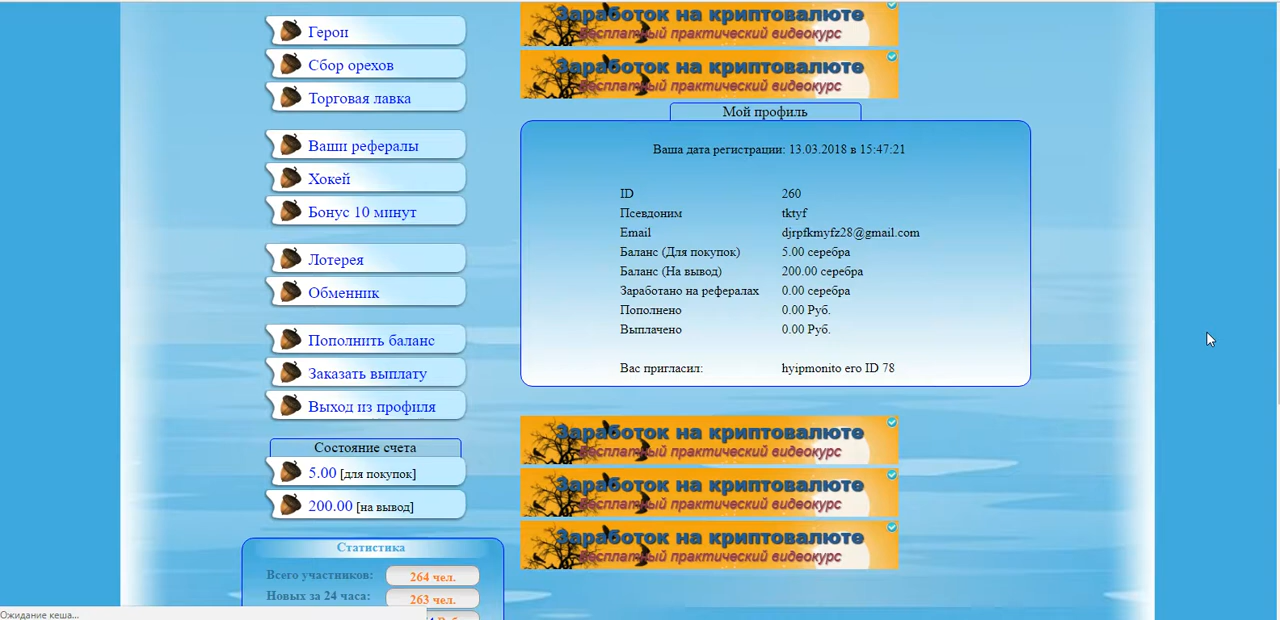 Герои
Сбор орехов
Торговая лавка
Ваши рефералы
Хокей
Бонус 10 минут
Лотерея
Обменник
Пополнить баланс
Заказать выплату
Выход из профиля
Состояние счета
5.00 [для покупок]
200.00 [на вывод]
Статистика
Всего участников: 264 чел.
Новых за 24 часа: 263 чел.
Ожидание кеша...
Заработок на криптовалюте
Бесплатный практический видеокурс
Заработок на криптовалюте
Бесплатный практический видеокурс
Мой профиль
Ваша дата регистрации: 13.03.2018 в 15:47:21
ID 260
Псевдоним tktyf
Email djrpfkmyfz28@gmail.com
Баланс (Для покупок) 5.00 серебра
Баланс (На вывод) 200.00 серебра
Заработано на рефералах 0.00 серебра
Пополнено 0.00 Руб.
Выплачено 0.00 Руб.
Вас пригласил: hyipmonito его ID 78
Заработок на криптовалюте
Бесплатный практический видеокурс
Заработок на криптовалюте
Бесплатный практический видеокурс
Заработок на криптовалюте
Бесплатный практический видеокурс